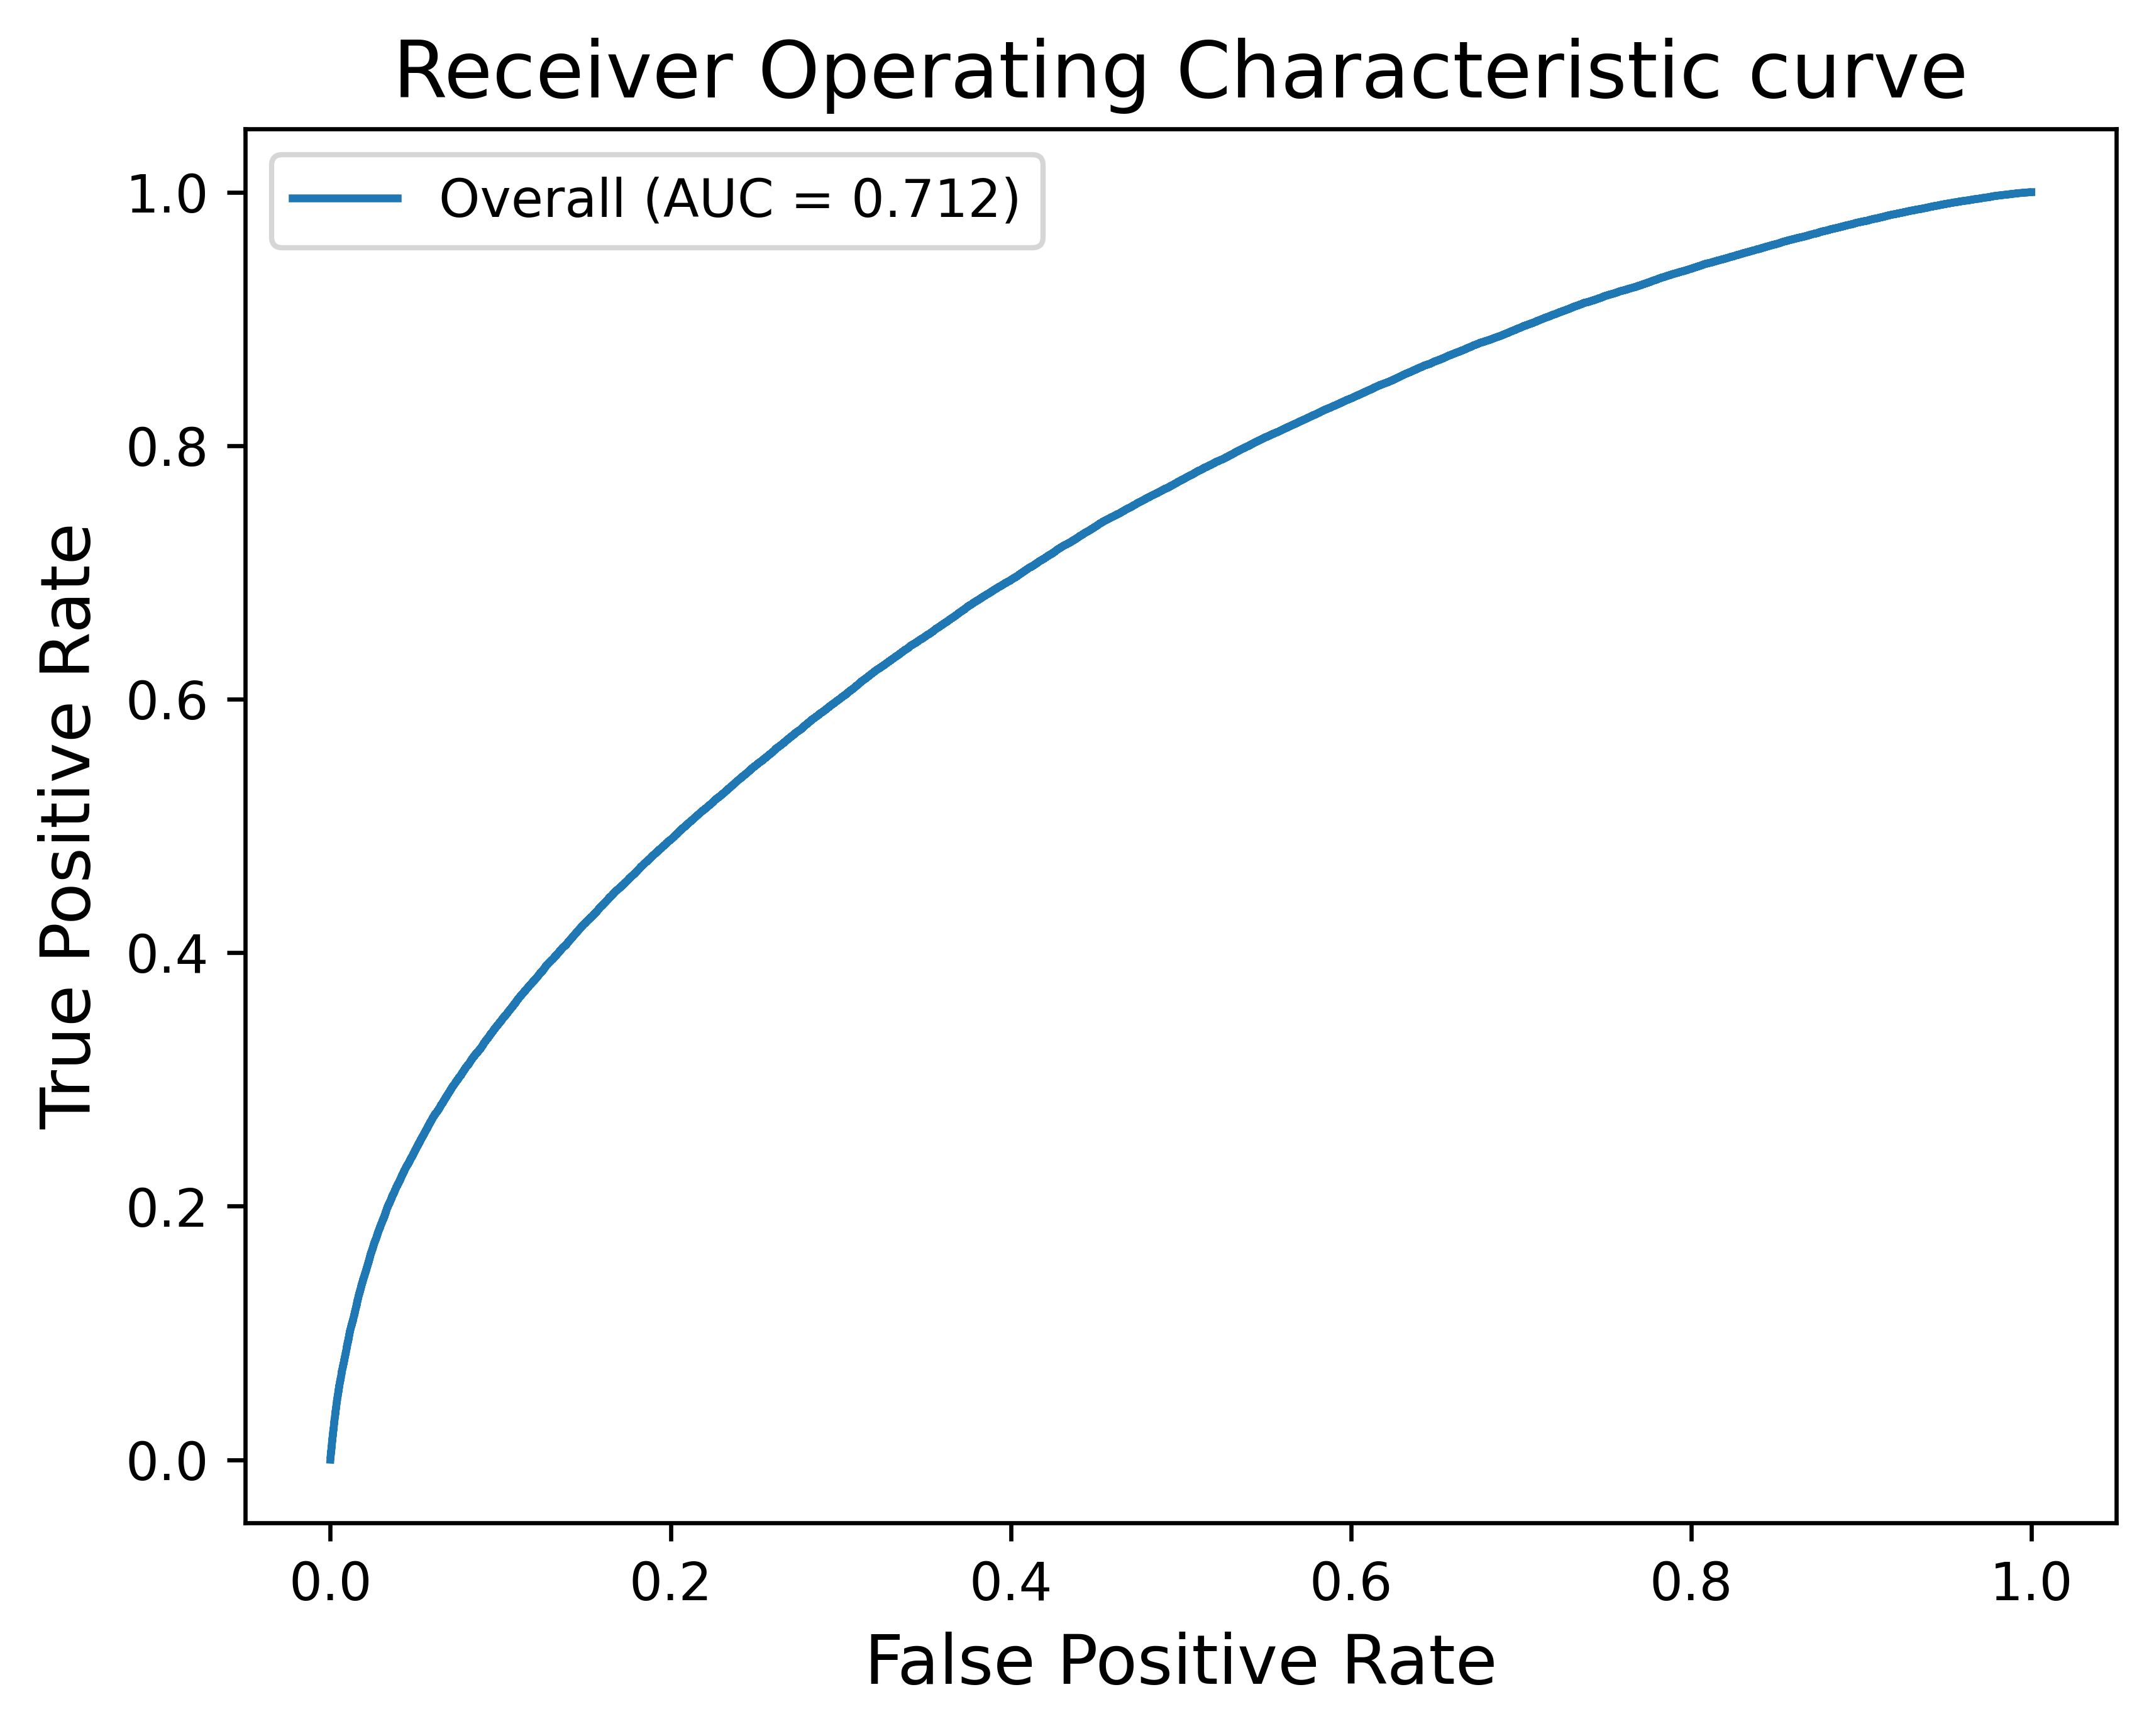 Receiver Operating Characteristic curve
Overall (AUC = 0.712)
1.0
0.8
0.6
0.4
0.2
0.0
True Positive Rate
0.0 0.2 0.4 0.6 0.8 1.0
False Positive Rate